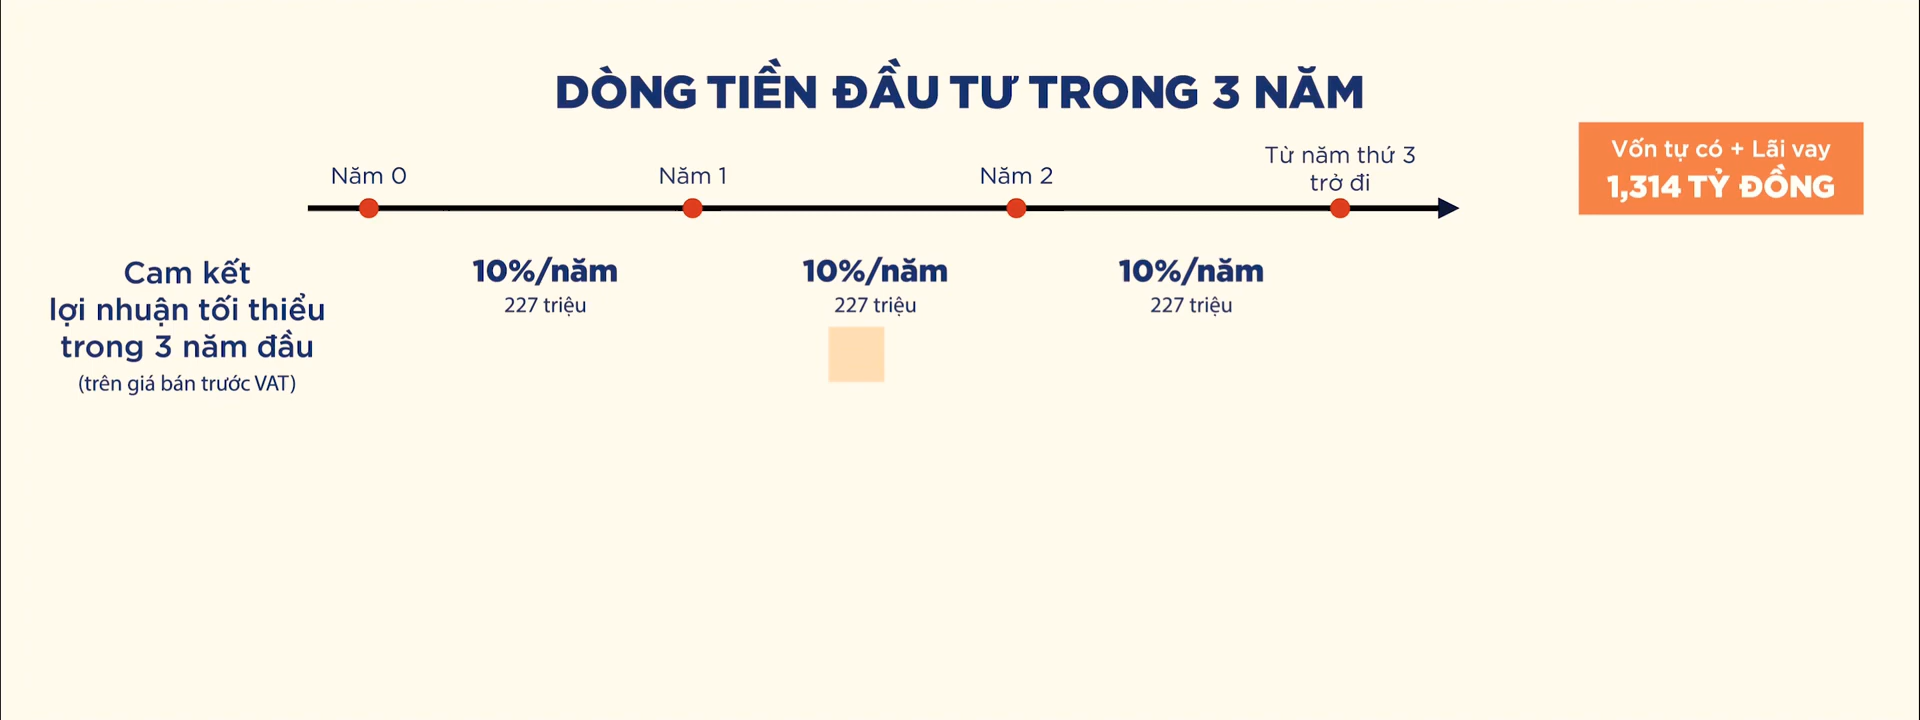 DÒNG TIỀN ĐẦU TƯ TRONG 3 NĂM
Vốn tự có + Lãi vay
1,314 TỶ ĐỒNG
Năm 0
Năm 1
Năm 2
Từ năm thứ 3
trở đi
Cam kết
lợi nhuận tối thiểu
trong 3 năm đầu
(trên giá bán trước VAT)
10%/năm
227 triệu
10%/năm
227 triệu
10%/năm
227 triệu